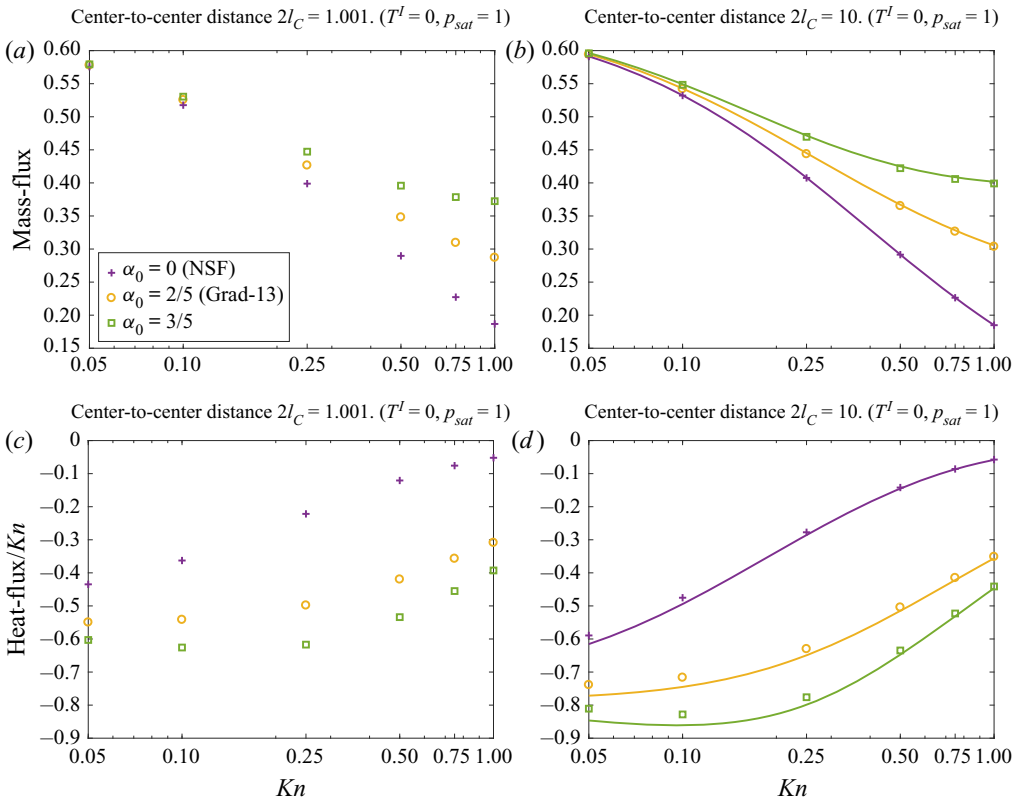 Center-to-center distance 2l_C = 1.001. (T^I = 0, p_sat = 1)
Center-to-center distance 2l_C = 10. (T^I = 0, p_sat = 1)
(a)
(b)
0.60
0.55
0.50
0.45
0.40
0.35
0.30
0.25
0.20
0.15
Mass-flux
α_0 = 0 (NSF)
α_0 = 2/5 (Grad-13)
α_0 = 3/5
0.05 0.10 0.25 0.50 0.75 1.00
0.60
0.55
0.50
0.45
0.40
0.35
0.30
0.25
0.20
0.15
0.05 0.10 0.25 0.50 0.75 1.00
Center-to-center distance 2l_C = 1.001. (T^I = 0, p_sat = 1)
Center-to-center distance 2l_C = 10. (T^I = 0, p_sat = 1)
(c)
(d)
0
−0.1
−0.2
−0.3
−0.4
−0.5
−0.6
−0.7
−0.8
−0.9
Heat-flux/Kn
0.05 0.10 0.25 0.50 0.75 1.00
Kn
0
−0.1
−0.2
−0.3
−0.4
−0.5
−0.6
−0.7
−0.8
−0.9
0.05 0.10 0.25 0.50 0.75 1.00
Kn